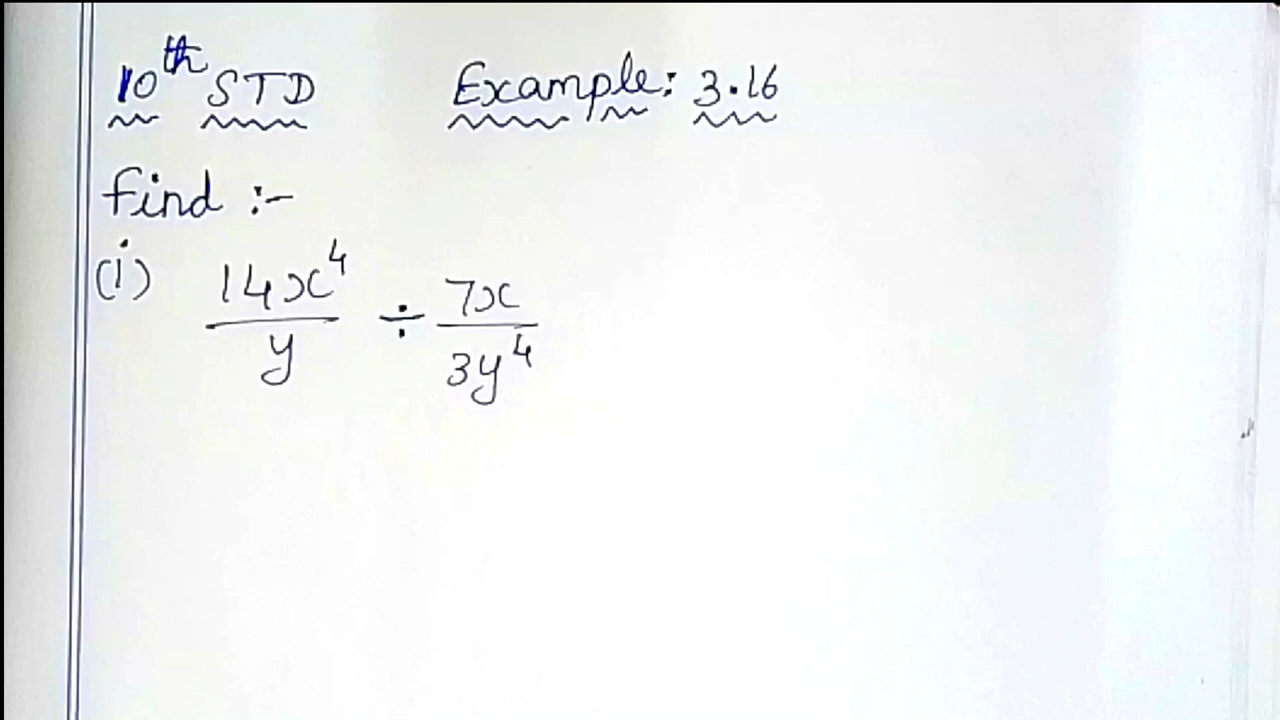 10th STD Example: 3.16
find :-
(i) 14x⁴/y ÷ 7x/3y⁴